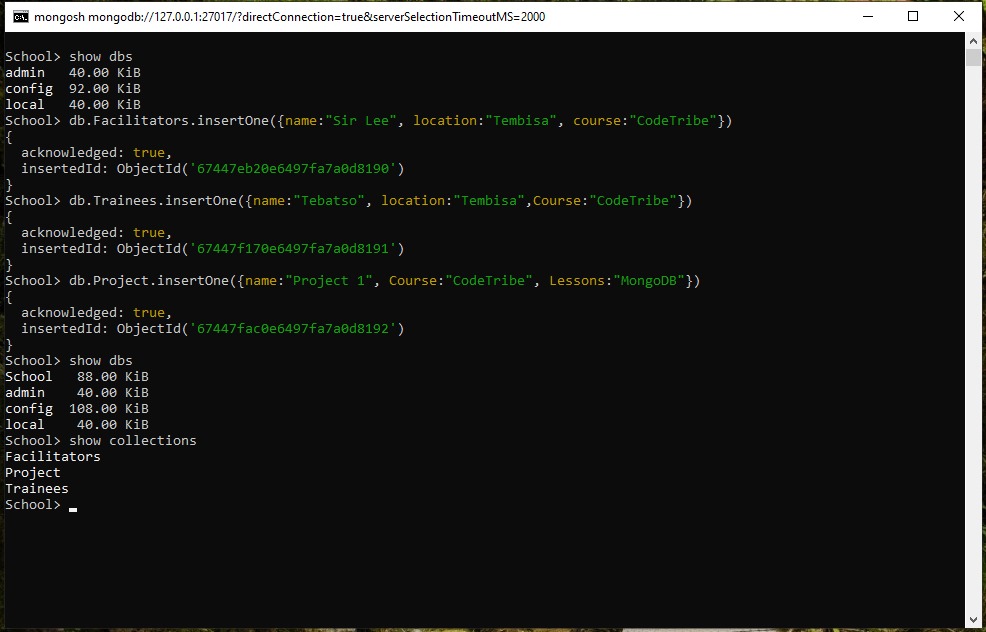 mongosh mongodb://127.0.0.1:27017/?directConnection=true&serverSelectionTimeoutMS=2000
School> show dbs
admin   40.00 KiB
config  92.00 KiB
local   40.00 KiB
School> db.Facilitators.insertOne({name:"Sir Lee", location:"Tembisa", course:"CodeTribe"})
{
  acknowledged: true,
  insertedId: ObjectId('67447eb20e6497fa7a0d8190')
}
School> db.Trainees.insertOne({name:"Tebatso", location:"Tembisa",Course:"CodeTribe"})
{
  acknowledged: true,
  insertedId: ObjectId('67447f170e6497fa7a0d8191')
}
School> db.Project.insertOne({name:"Project 1", Course:"CodeTribe", Lessons:"MongoDB"})
{
  acknowledged: true,
  insertedId: ObjectId('67447fac0e6497fa7a0d8192')
}
School> show dbs
School   88.00 KiB
admin    40.00 KiB
config  108.00 KiB
local    40.00 KiB
School> show collections
Facilitators
Project
Trainees
School>